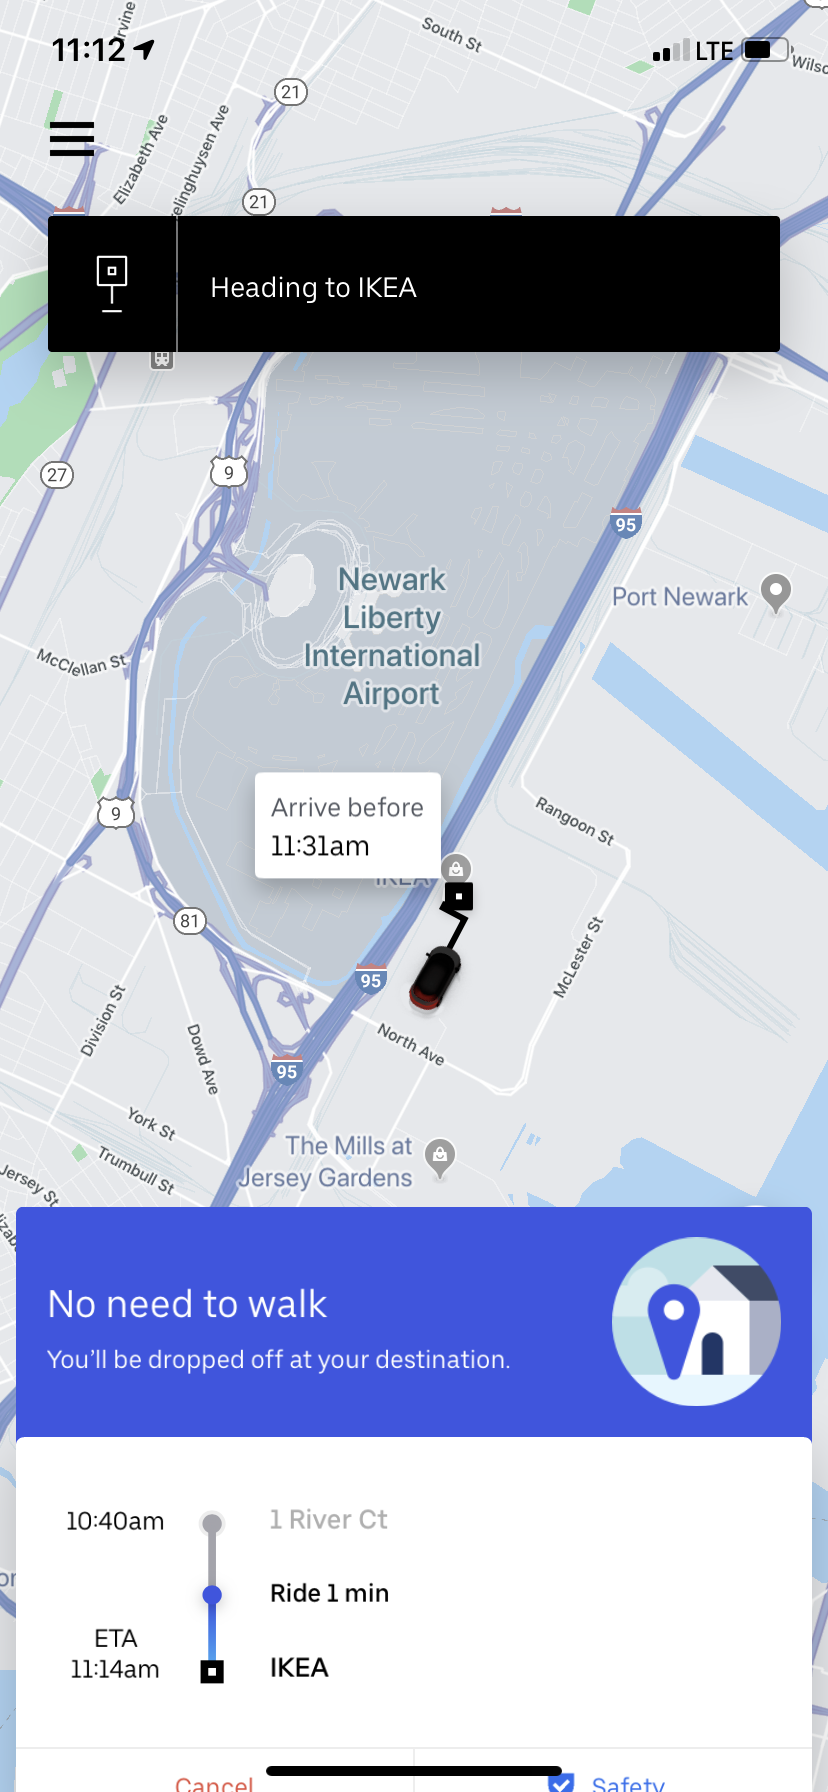 South St
11:12
LTE
Wilso
21
Elizabeth Ave
elinghuysen Ave
21
Heading to IKEA
27
9
95
Newark
Liberty
International
Airport
Port Newark
McClellan St
Arrive before
11:31am
Rangoon St
9
IKEA
81
95
McLester St
Division St
Dowd Ave
North Ave
95
York St
The Mills at
Jersey Gardens
Trumbull St
Jersey St
No need to walk
You'll be dropped off at your destination.
10:40am
1 River Ct
Ride 1 min
ETA
11:14am
IKEA
Cancel
Safety